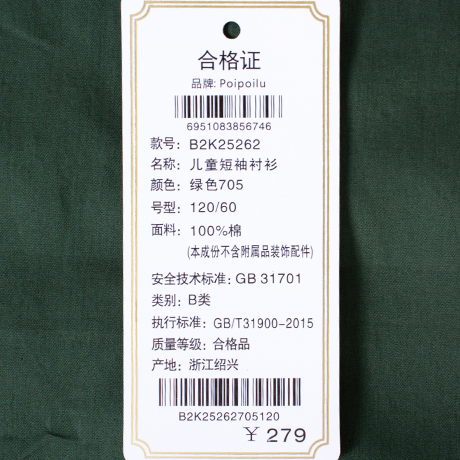 合格证
品牌: Poipoilu
6951083856746
款号: B2K25262
名称: 儿童短袖衬衫
颜色: 绿色705
号型: 120/60
面料: 100%棉
(本成份不含附属品装饰配件)
安全技术标准: GB 31701
类别: B类
执行标准: GB/T31900-2015
质量等级: 合格品
产地: 浙江绍兴
B2K25262705120
￥279